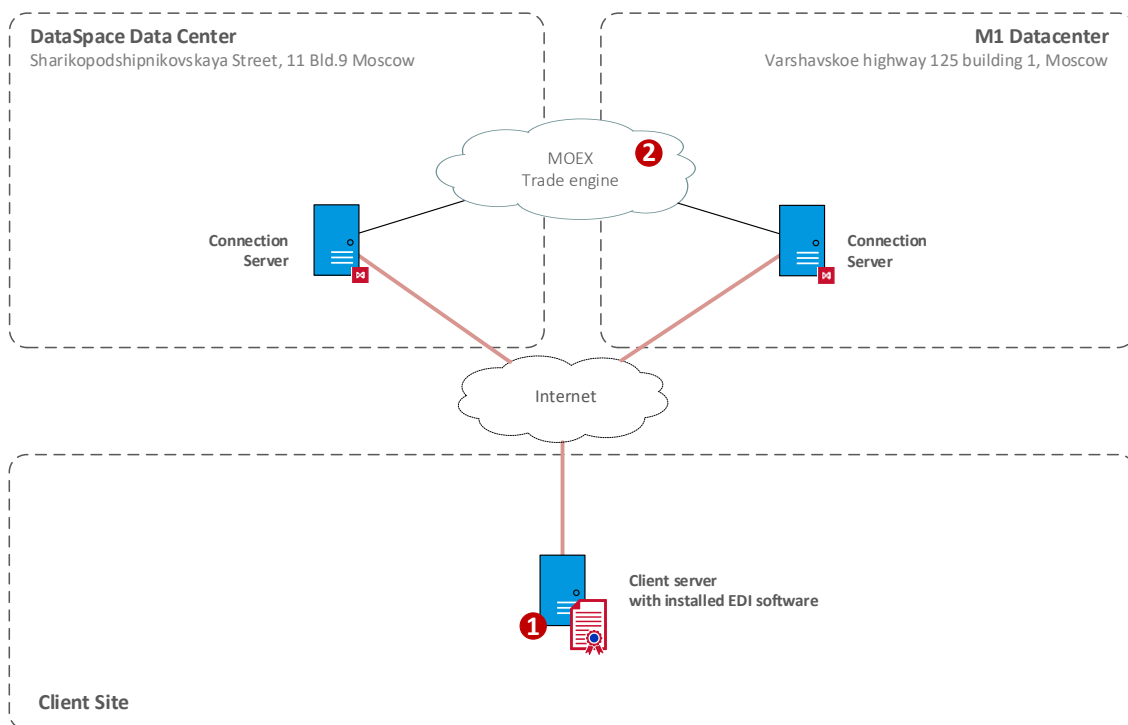 DataSpace Data Center
Sharikopodshipnikovskaya Street, 11 Bld.9 Moscow
M1 Datacenter
Varshavskoe highway 125 building 1, Moscow
MOEX
Trade engine
2
Connection
Server
Connection
Server
Internet
Client server
with installed EDI software
1
Client Site